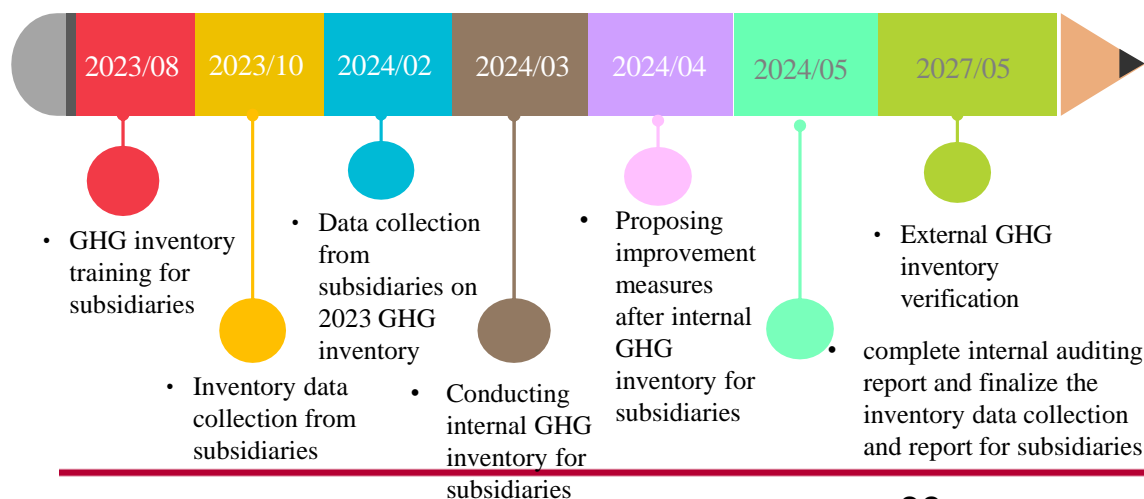 2023/08
2023/10
2024/02
2024/03
2024/04
2024/05
2027/05
• GHG inventory
training for
subsidiaries
• Inventory data
collection from
subsidiaries
• Data collection
from
subsidiaries on
2023 GHG
inventory
• Conducting
internal GHG
inventory for
subsidiaries
• Proposing
improvement
measures
after internal
GHG
inventory for
subsidiaries
• complete internal auditing
report and finalize the
inventory data collection
and report for subsidiaries
• External GHG
inventory
verification